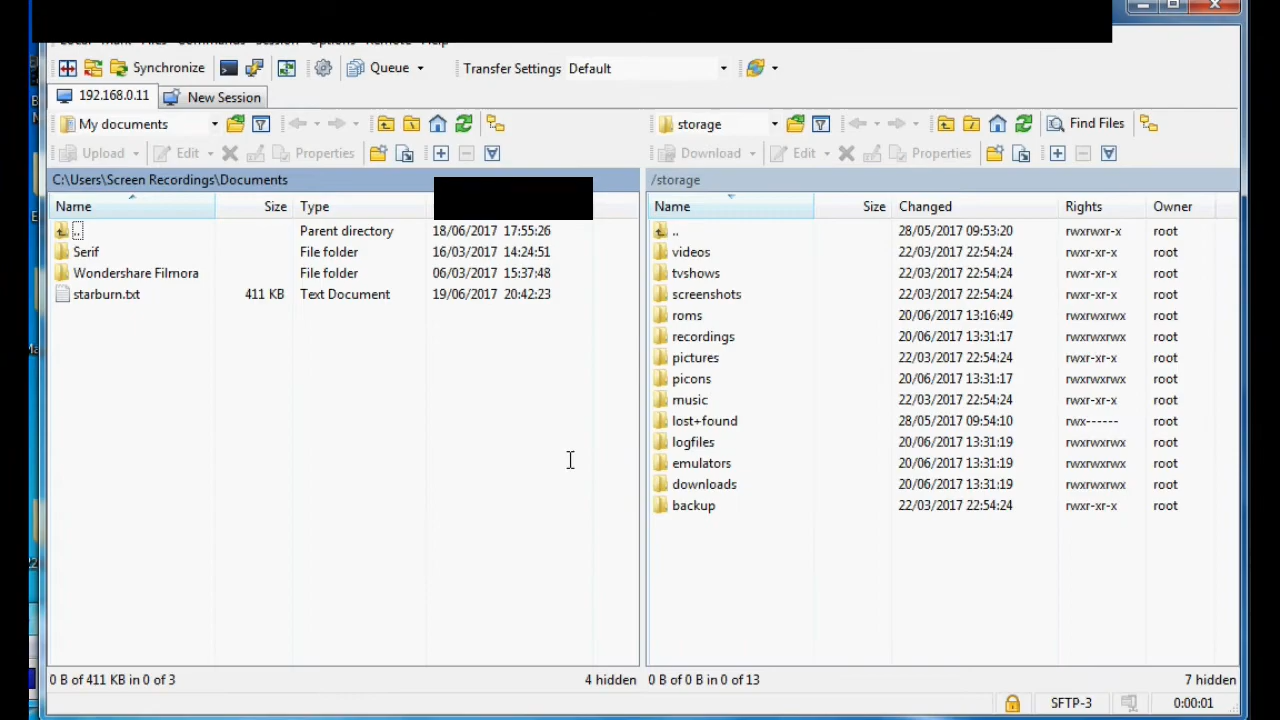 Local Mark Files Commands Session Options Remote Help
Synchronize Queue Transfer Settings Default
192.168.0.11 New Session
My documents storage Find Files
Upload Edit Properties Download Edit Properties
C:\Users\Screen Recordings\Documents /storage
Name Size Type Name Size Changed Rights Owner
.. Parent directory 18/06/2017 17:55:26 .. 28/05/2017 09:53:20 rwxrwxr-x root
Serif File folder 16/03/2017 14:24:51 videos 22/03/2017 22:54:24 rwxr-xr-x root
Wondershare Filmora File folder 06/03/2017 15:37:48 tvshows 22/03/2017 22:54:24 rwxr-xr-x root
starburn.txt 411 KB Text Document 19/06/2017 20:42:23 screenshots 22/03/2017 22:54:24 rwxr-xr-x root
roms 20/06/2017 13:16:49 rwxrwxrwx root
recordings 20/06/2017 13:31:17 rwxrwxrwx root
pictures 22/03/2017 22:54:24 rwxr-xr-x root
picons 20/06/2017 13:31:17 rwxrwxrwx root
music 22/03/2017 22:54:24 rwxr-xr-x root
lost+found 28/05/2017 09:54:10 rwx------ root
logfiles 20/06/2017 13:31:19 rwxrwxrwx root
emulators 20/06/2017 13:31:19 rwxrwxrwx root
downloads 20/06/2017 13:31:19 rwxrwxrwx root
backup 22/03/2017 22:54:24 rwxr-xr-x root
0 B of 411 KB in 0 of 3 4 hidden 0 B of 0 B in 0 of 13 7 hidden
SFTP-3 0:00:01